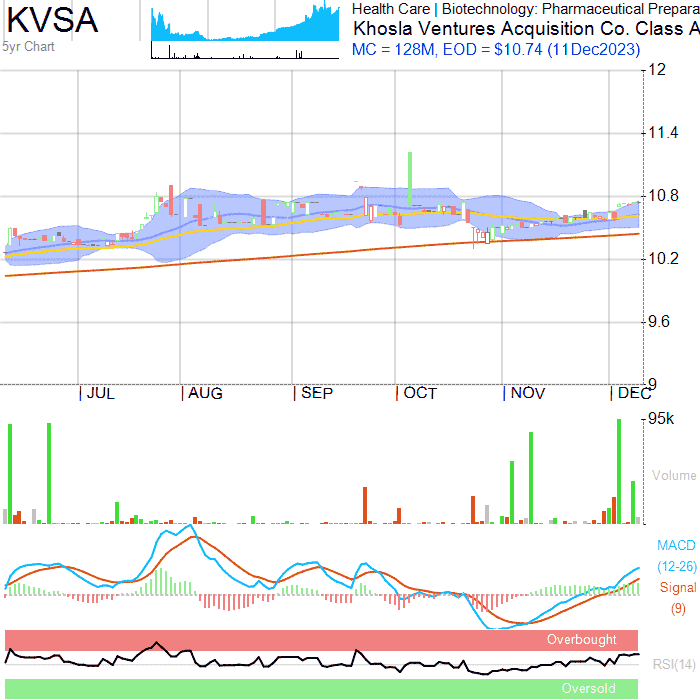 KVSA
5yr Chart
Health Care | Biotechnology: Pharmaceutical Prepara
Khosla Ventures Acquisition Co. Class A
MC = 128M, EOD = $10.74 (11Dec2023)
12
11.4
10.8
10.2
9.6
9
| JUL | AUG | SEP | OCT | NOV | DEC
95k
Volume
MACD
(12-26)
Signal
(9)
Overbought
RSI(14)
Oversold